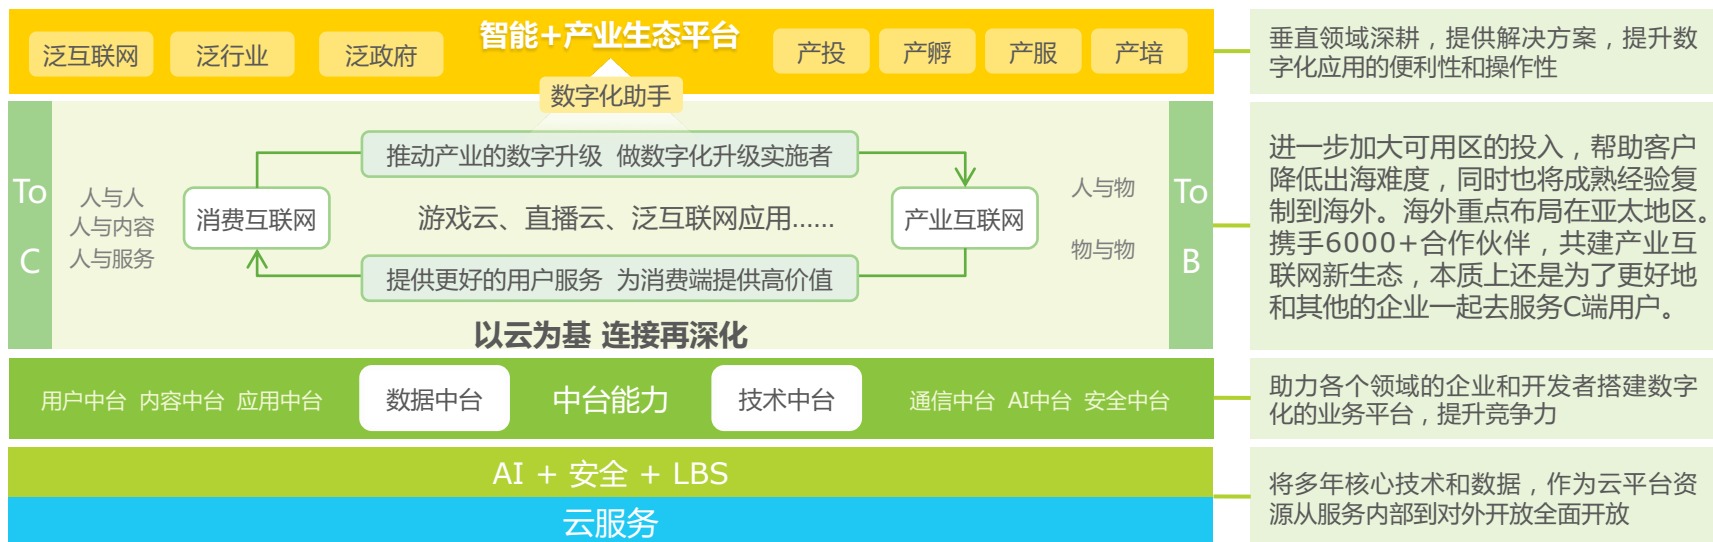 智能+产业生态平台
泛互联网 泛行业 泛政府
产投 产孵 产服 产培
数字化助手
垂直领域深耕，提供解决方案，提升数
字化应用的便利性和操作性
To
C
人与人
人与内容
人与服务
消费互联网
推动产业的数字升级 做数字化升级实施者
游戏云、直播云、泛互联网应用......
提供更好的用户服务 为消费端提供高价值
产业互联网
人与物
物与物
To
B
以云为基 连接再深化
进一步加大可用区的投入，帮助客户
降低出海难度，同时也将成熟经验复
制到海外。海外重点布局在亚太地区。
携手6000+合作伙伴，共建产业互
联网新生态，本质上还是为了更好地
和其他的企业一起去服务C端用户。
用户中台 内容中台 应用中台 数据中台 中台能力 技术中台 通信中台 AI中台 安全中台
助力各个领域的企业和开发者搭建数字
化的业务平台，提升竞争力
AI + 安全 + LBS
云服务
将多年核心技术和数据，作为云平台资
源从服务内部到对外开放全面开放